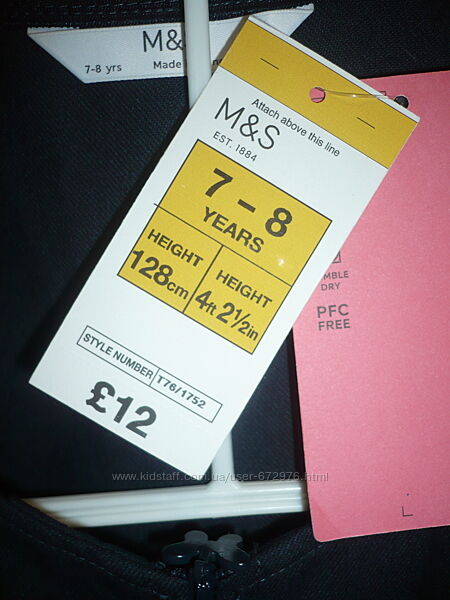 M&
7-8 yrs
Made
Attach above this line
M&S
EST. 1884
7 - 8
YEARS
HEIGHT
128cm
HEIGHT
4ft 2½in
STYLE NUMBER T76/1752
£12
DRY
PFC
FREE
www.kidstaff.com.ua/user-672976.html